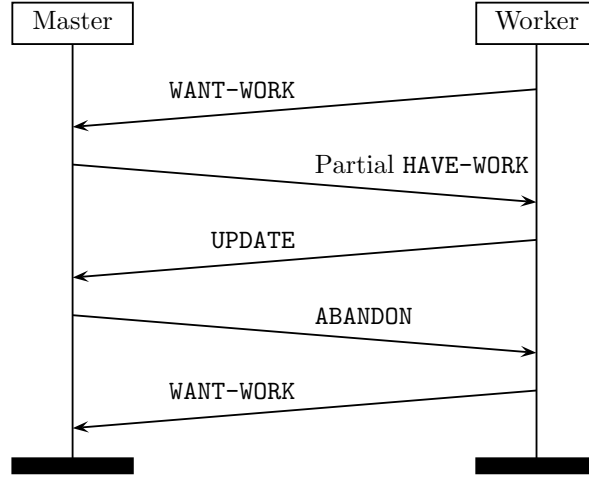 Master
Worker
WANT-WORK
Partial HAVE-WORK
UPDATE
ABANDON
WANT-WORK